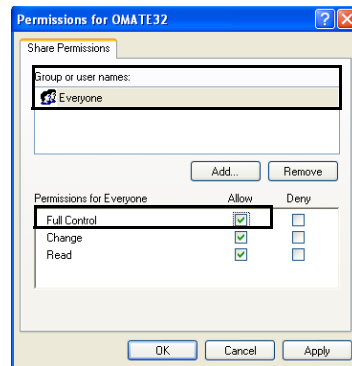 Permissions for OMATE32
Share Permissions
Group or user names:
Everyone
Add... Remove
Permissions for Everyone Allow Deny
Full Control
Change
Read
OK Cancel Apply